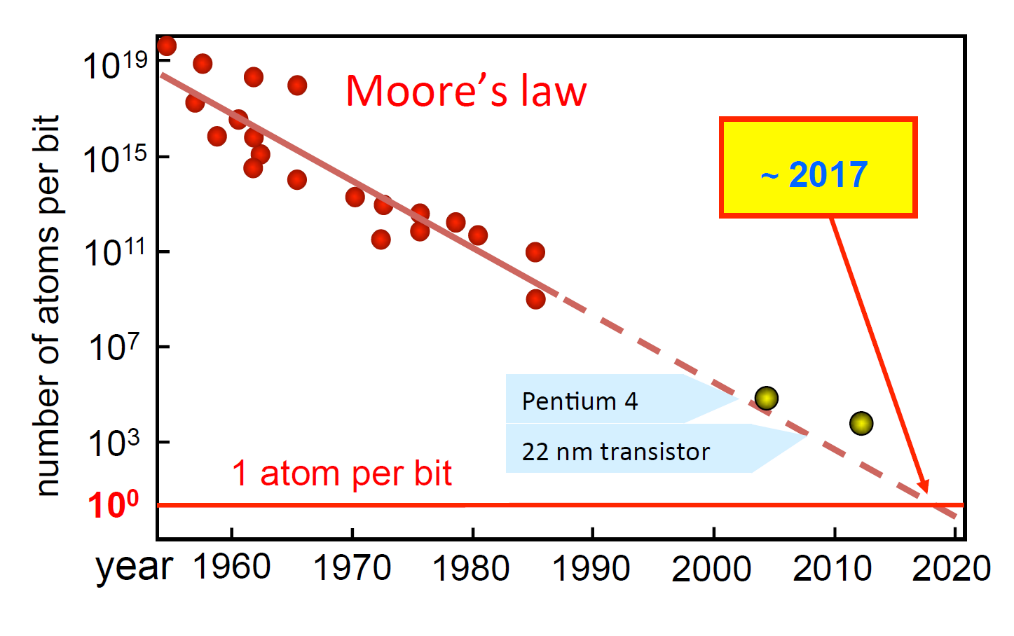 Moore's law
~ 2017
number of atoms per bit
10¹⁹
10¹⁵
10¹¹
10⁷
10³
10⁰
Pentium 4
22 nm transistor
1 atom per bit
year 1960 1970 1980 1990 2000 2010 2020